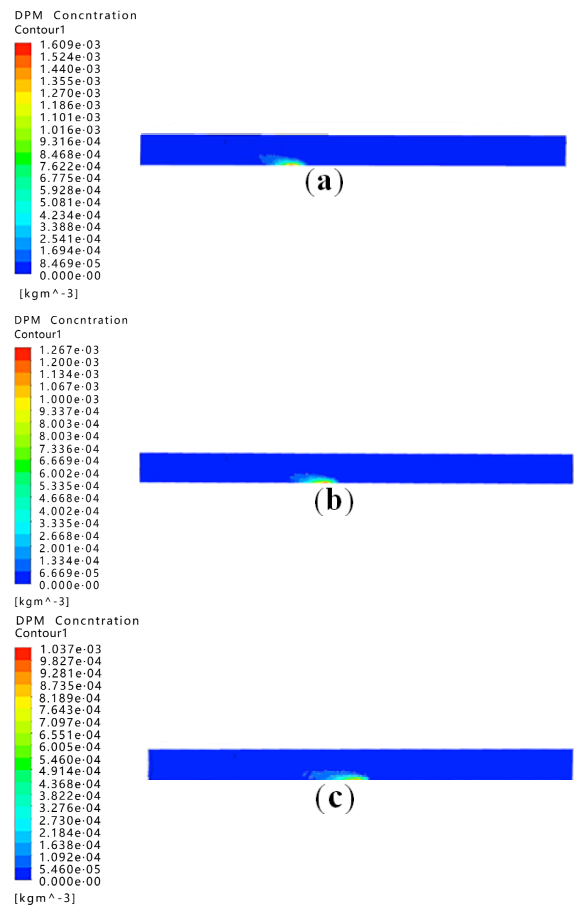 DPM Concntration
Contour1
1.609e·03
1.524e·03
1.440e·03
1.355e·03
1.270e·03
1.186e·03
1.101e·03
1.016e·03
9.316e·04
8.468e·04
7.622e·04
6.775e·04
5.928e·04
5.081e·04
4.234e·04
3.388e·04
2.541e·04
1.694e·04
8.469e·05
0.000e·00
[kgm^-3]
(a)
DPM Concntration
Contour1
1.267e·03
1.200e·03
1.134e·03
1.067e·03
1.000e·03
9.337e·04
8.003e·04
8.003e·04
7.336e·04
6.669e·04
6.002e·04
5.335e·04
4.668e·04
4.002e·04
3.335e·04
2.668e·04
2.001e·04
1.334e·04
6.669e·05
0.000e·00
[kgm^-3]
(b)
DPM Concntration
Contour1
1.037e·03
9.827e·04
9.281e·04
8.735e·04
8.189e·04
7.643e·04
7.097e·04
6.551e·04
6.005e·04
5.460e·04
4.914e·04
4.368e·04
3.822e·04
3.276e·04
2.730e·04
2.184e·04
1.638e·04
1.092e·04
5.460e·05
0.000e·00
[kgm^-3]
(c)